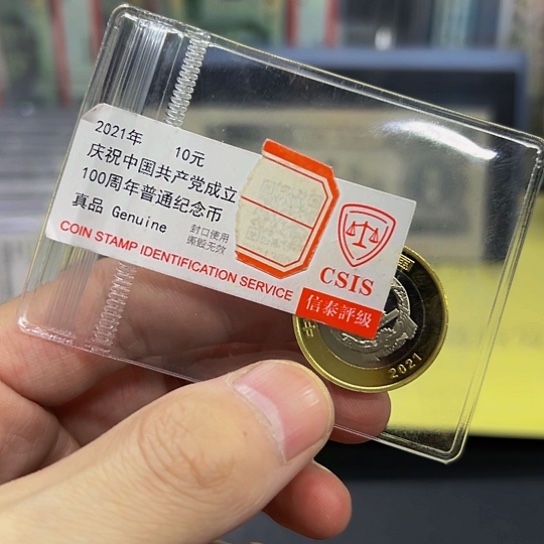 2021年 10元
庆祝中国共产党成立
100周年普通纪念币
真品 Genuine
封口使用
撕毁无效
COIN STAMP IDENTIFICATION SERVICE
CSIS
信泰評級
2021